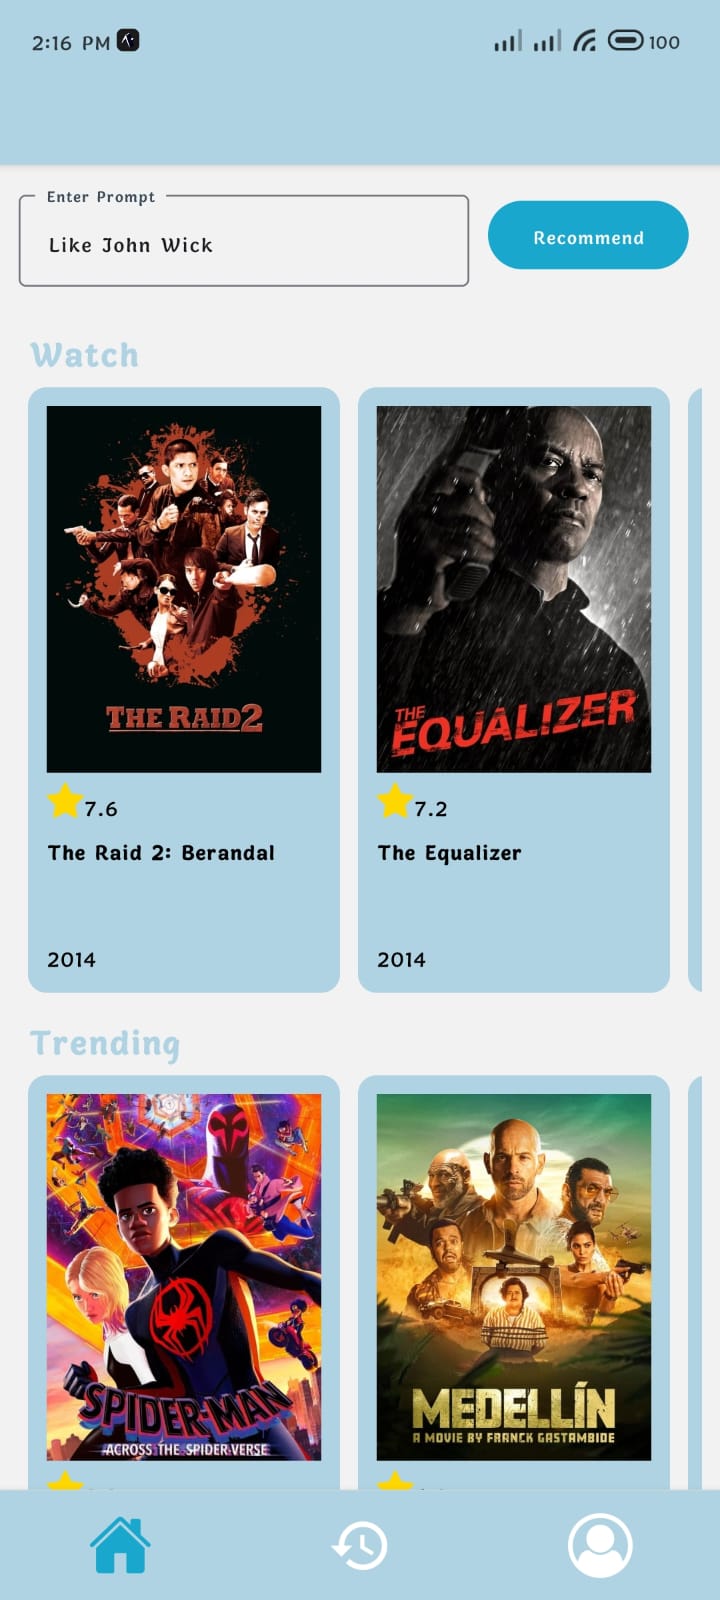 2:16 PM
100
Enter Prompt
Like John Wick
Recommend
Watch
THE RAID 2
THE
EQUALIZER
7.6
7.2
The Raid 2: Berandal
The Equalizer
2014
2014
Trending
SPIDER-MAN
ACROSS THE SPIDER-VERSE
MEDELLÍN
A MOVIE BY FRANCK GASTAMBIDE